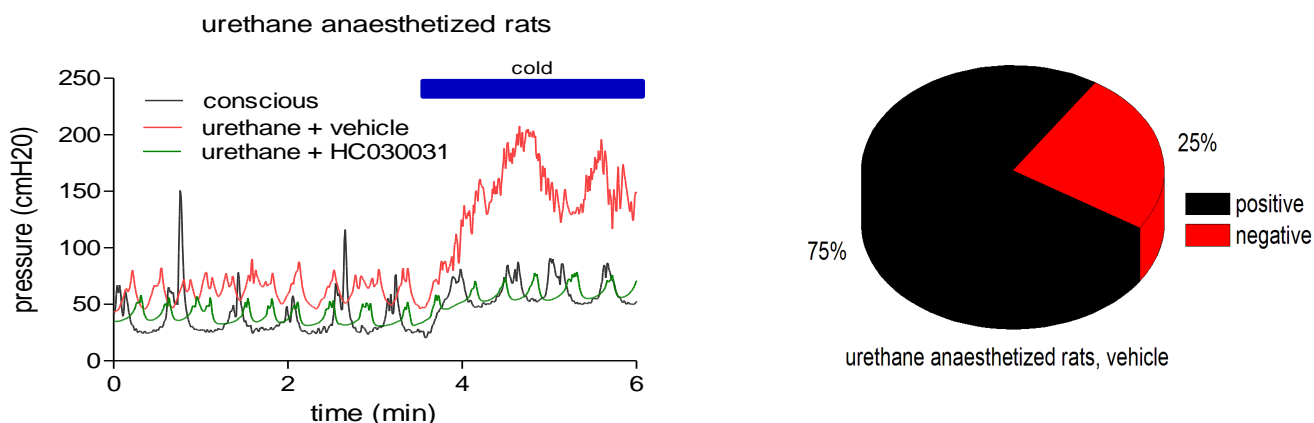 urethane anaesthetized rats
cold
250
200
150
100
50
0
pressure (cmH20)
conscious
urethane + vehicle
urethane + HC030031
0 2 4 6
time (min)
25%
75%
positive
negative
urethane anaesthetized rats, vehicle